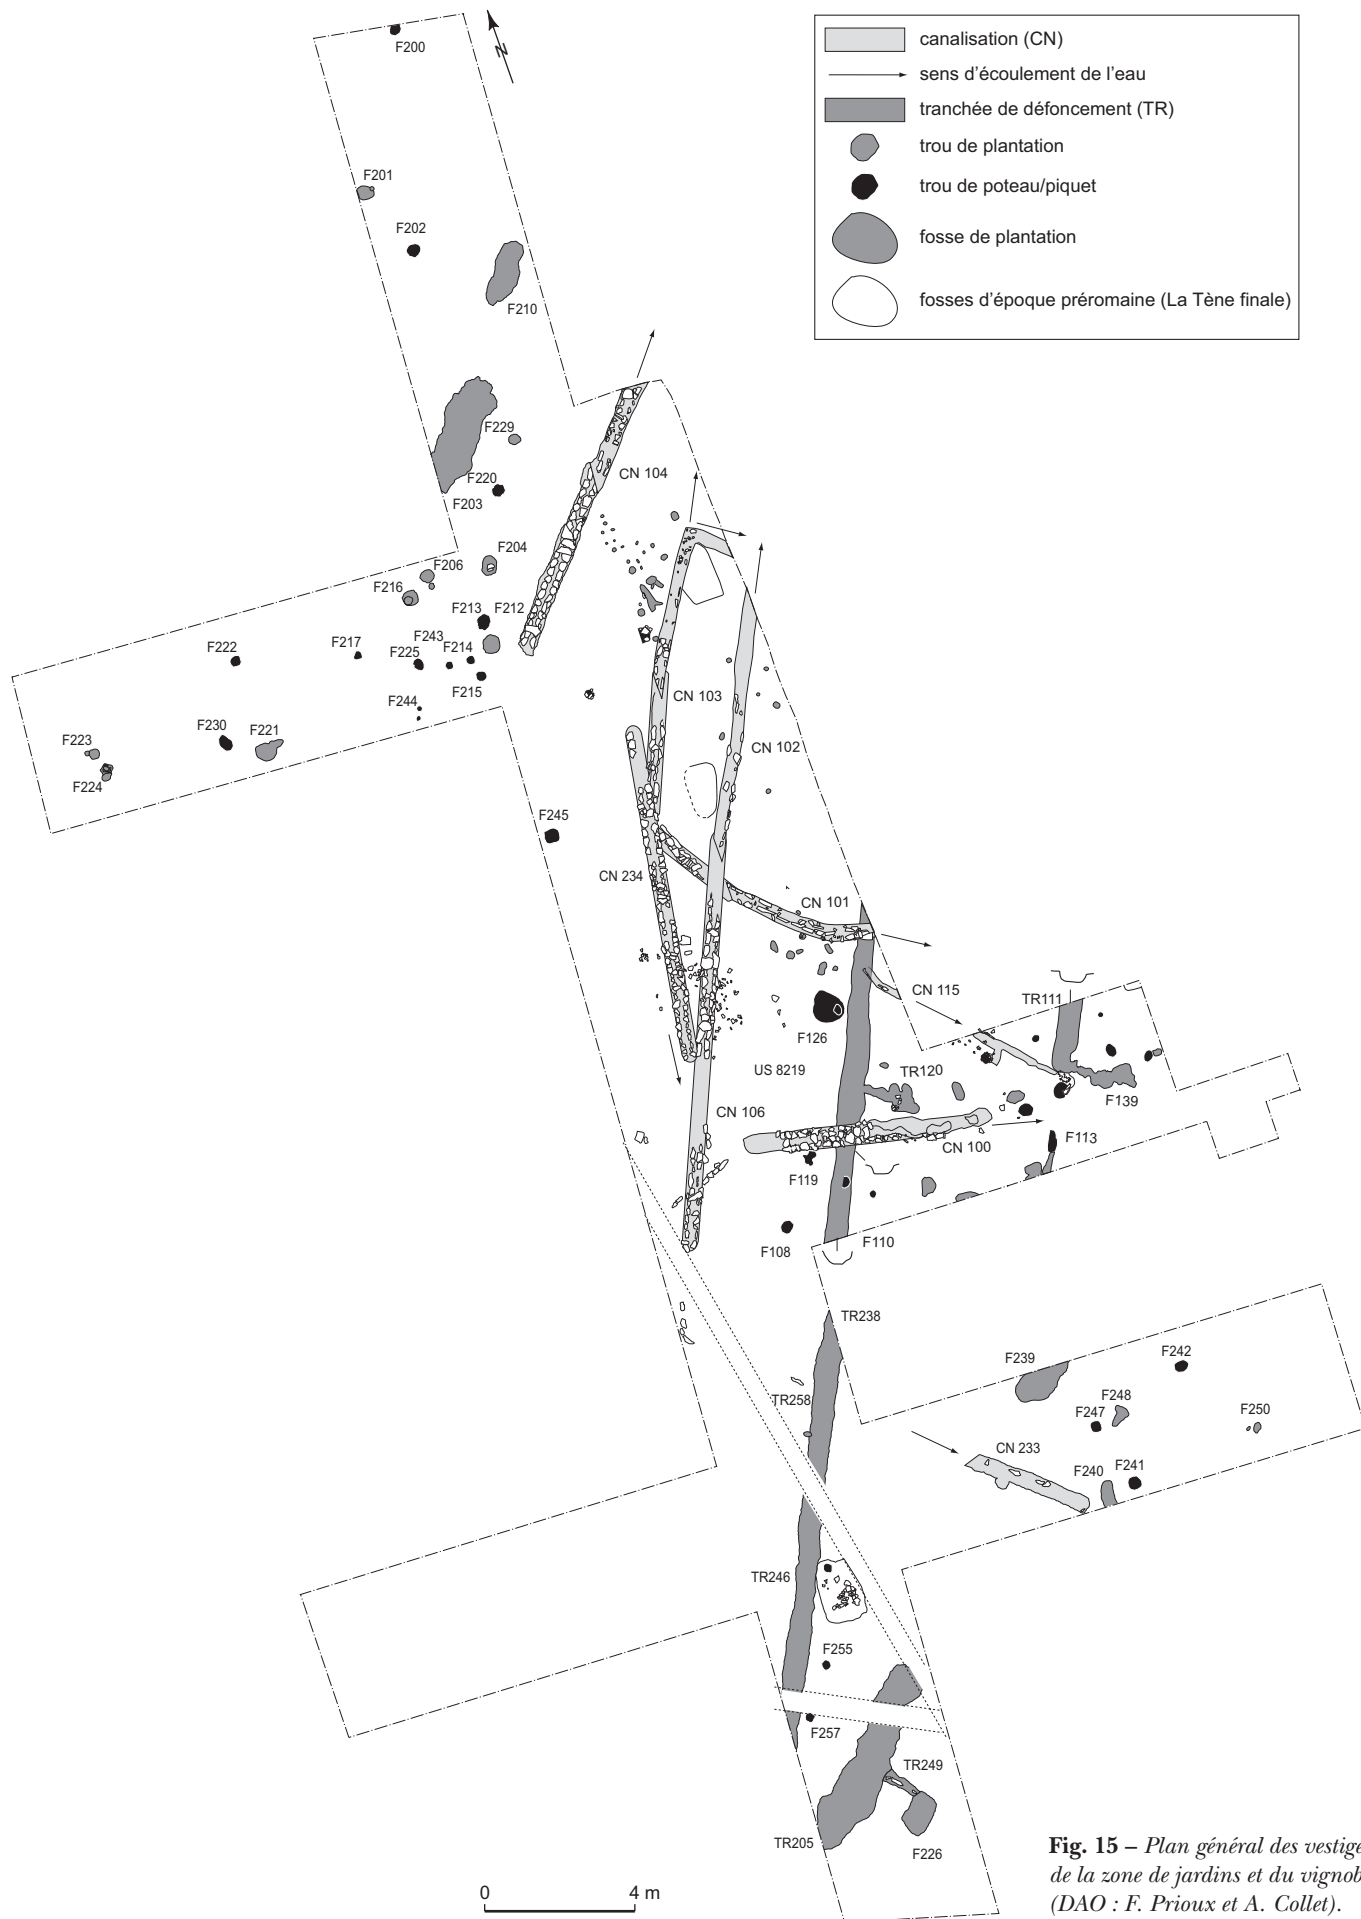 F200
N
canalisation (CN)
sens d'écoulement de l'eau
tranchée de défoncement (TR)
trou de plantation
trou de poteau/piquet
fosse de plantation
fosses d'époque préromaine (La Tène finale)
F201
F202
F210
F229
F220
F203
CN 104
F204
F206
F216
F213
F212
F222
F217
F243
F225
F214
F215
F244
F230
F221
F223
F224
CN 103
CN 102
F245
CN 234
CN 101
CN 115
TR111
F126
US 8219
TR120
F139
CN 106
CN 100
F113
F119
F108
F110
TR238
F239
F242
TR258
F248
F247
F250
CN 233
F240
F241
TR246
F255
F257
TR249
TR205
F226
0 4 m
Fig. 15 – Plan général des vestige
de la zone de jardins et du vignob
(DAO : F. Prioux et A. Collet).